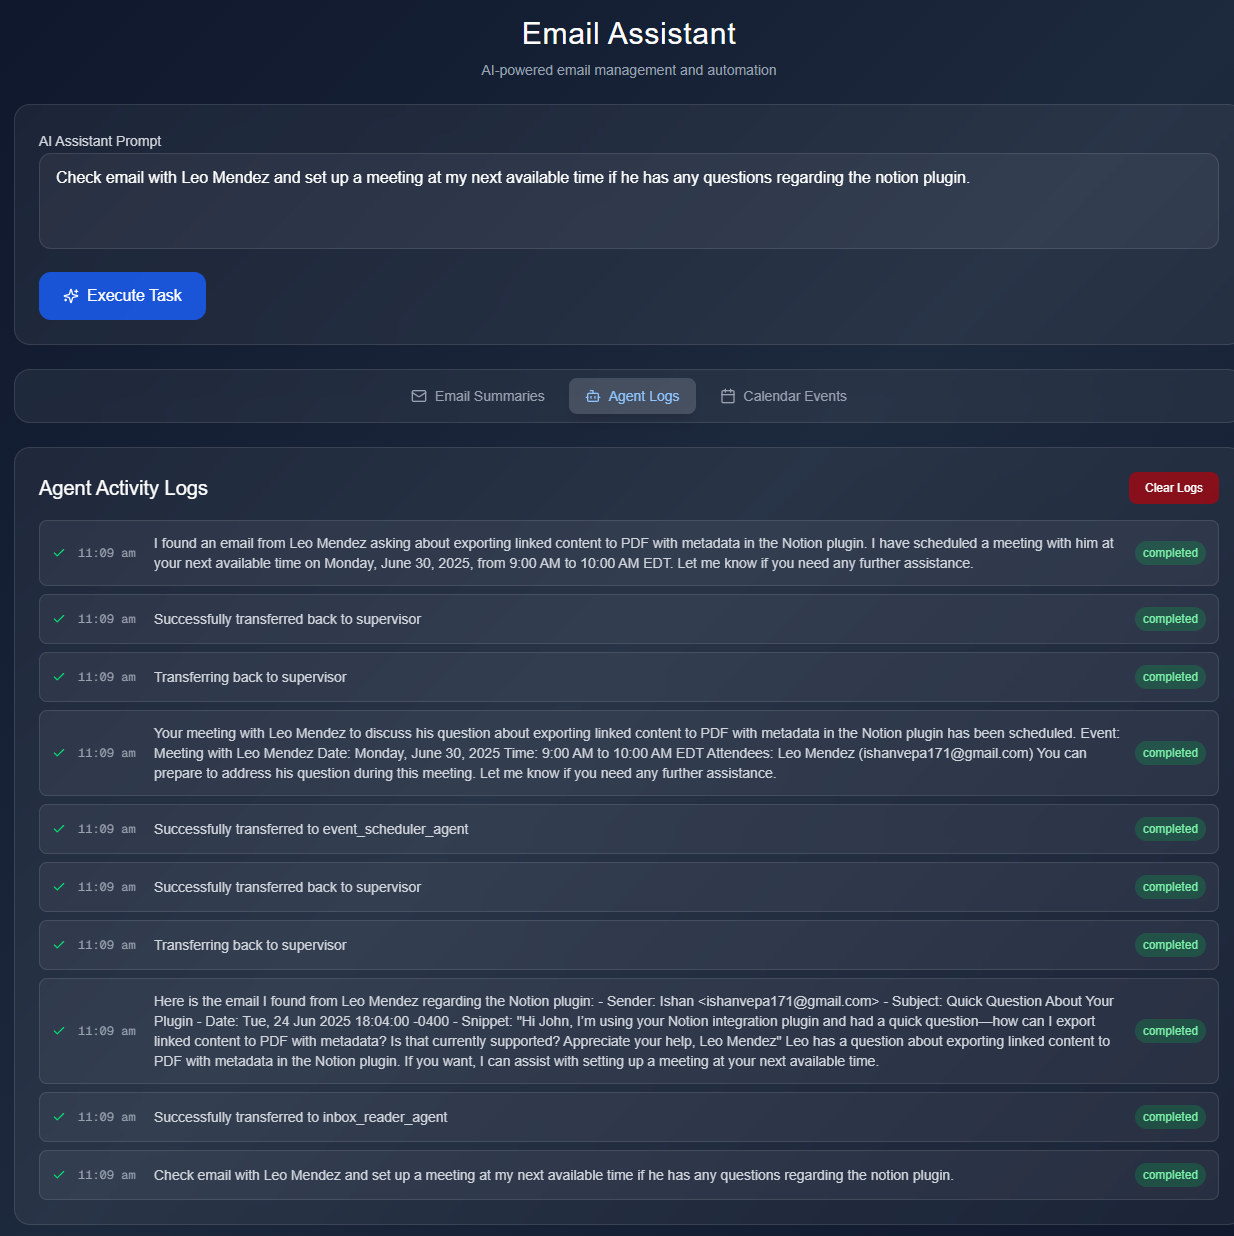 Email Assistant
AI-powered email management and automation
AI Assistant Prompt
Check email with Leo Mendez and set up a meeting at my next available time if he has any questions regarding the notion plugin.
Execute Task
Email Summaries
Agent Logs
Calendar Events
Agent Activity Logs
Clear Logs
11:09 am
I found an email from Leo Mendez asking about exporting linked content to PDF with metadata in the Notion plugin. I have scheduled a meeting with him at
your next available time on Monday, June 30, 2025, from 9:00 AM to 10:00 AM EDT. Let me know if you need any further assistance.
completed
11:09 am
Successfully transferred back to supervisor
completed
11:09 am
Transferring back to supervisor
completed
11:09 am
Your meeting with Leo Mendez to discuss his question about exporting linked content to PDF with metadata in the Notion plugin has been scheduled. Event:
Meeting with Leo Mendez Date: Monday, June 30, 2025 Time: 9:00 AM to 10:00 AM EDT Attendees: Leo Mendez (ishanvepa171@gmail.com) You can
prepare to address his question during this meeting. Let me know if you need any further assistance.
completed
11:09 am
Successfully transferred to event_scheduler_agent
completed
11:09 am
Successfully transferred back to supervisor
completed
11:09 am
Transferring back to supervisor
completed
11:09 am
Here is the email I found from Leo Mendez regarding the Notion plugin: - Sender: Ishan <ishanvepa171@gmail.com> - Subject: Quick Question About Your
Plugin - Date: Tue, 24 Jun 2025 18:04:00 -0400 - Snippet: "Hi John, I'm using your Notion integration plugin and had a quick question—how can I export
linked content to PDF with metadata? Is that currently supported? Appreciate your help, Leo Mendez" Leo has a question about exporting linked content to
PDF with metadata in the Notion plugin. If you want, I can assist with setting up a meeting at your next available time.
completed
11:09 am
Successfully transferred to inbox_reader_agent
completed
11:09 am
Check email with Leo Mendez and set up a meeting at my next available time if he has any questions regarding the notion plugin.
completed